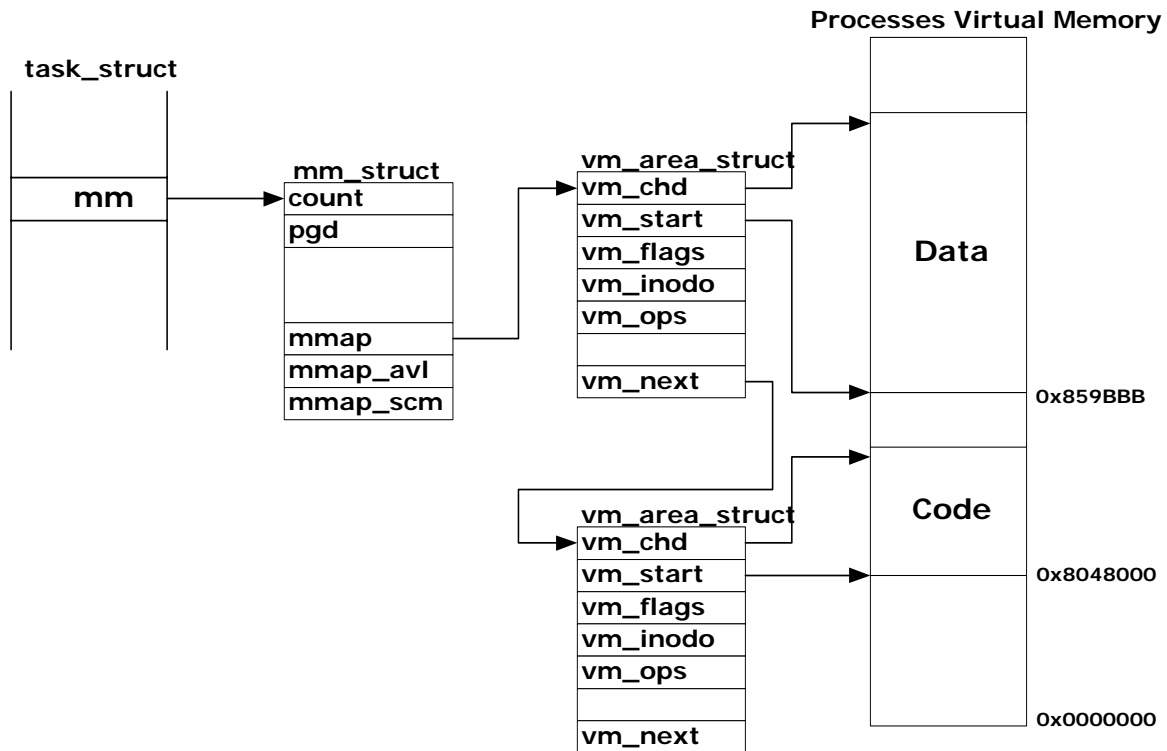 Processes Virtual Memory
task_struct
mm
mm_struct
count
pgd
mmap
mmap_avl
mmap_scm
vm_area_struct
vm_chd
vm_start
vm_flags
vm_inodo
vm_ops
vm_next
vm_area_struct
vm_chd
vm_start
vm_flags
vm_inodo
vm_ops
vm_next
Data
0x859BBB
Code
0x8048000
0x0000000